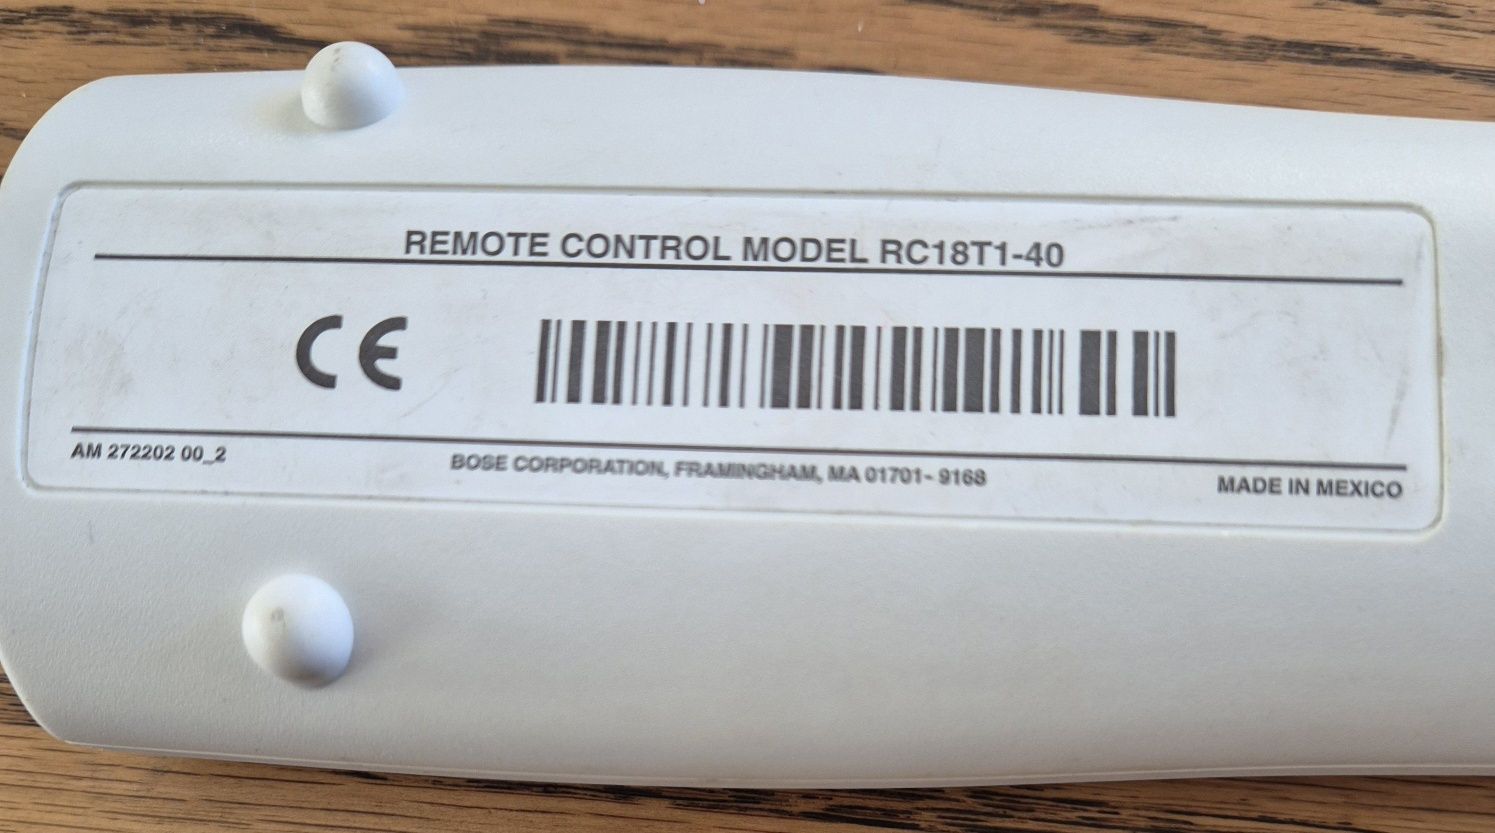 REMOTE CONTROL MODEL RC18T1-40
CE
AM 272202 00_2
BOSE CORPORATION, FRAMINGHAM, MA 01701- 9168
MADE IN MEXICO